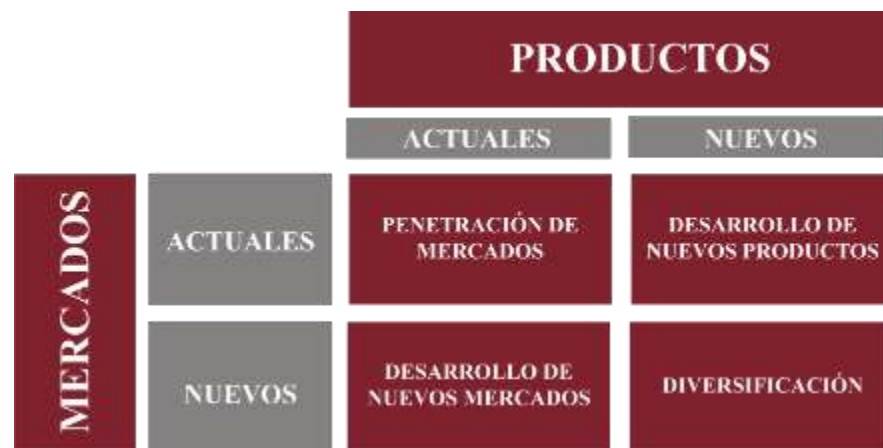 PRODUCTOS
ACTUALES
NUEVOS
MERCADOS
ACTUALES
PENETRACIÓN DE
MERCADOS
DESARROLLO DE
NUEVOS PRODUCTOS
NUEVOS
DESARROLLO DE
NUEVOS MERCADOS
DIVERSIFICACIÓN